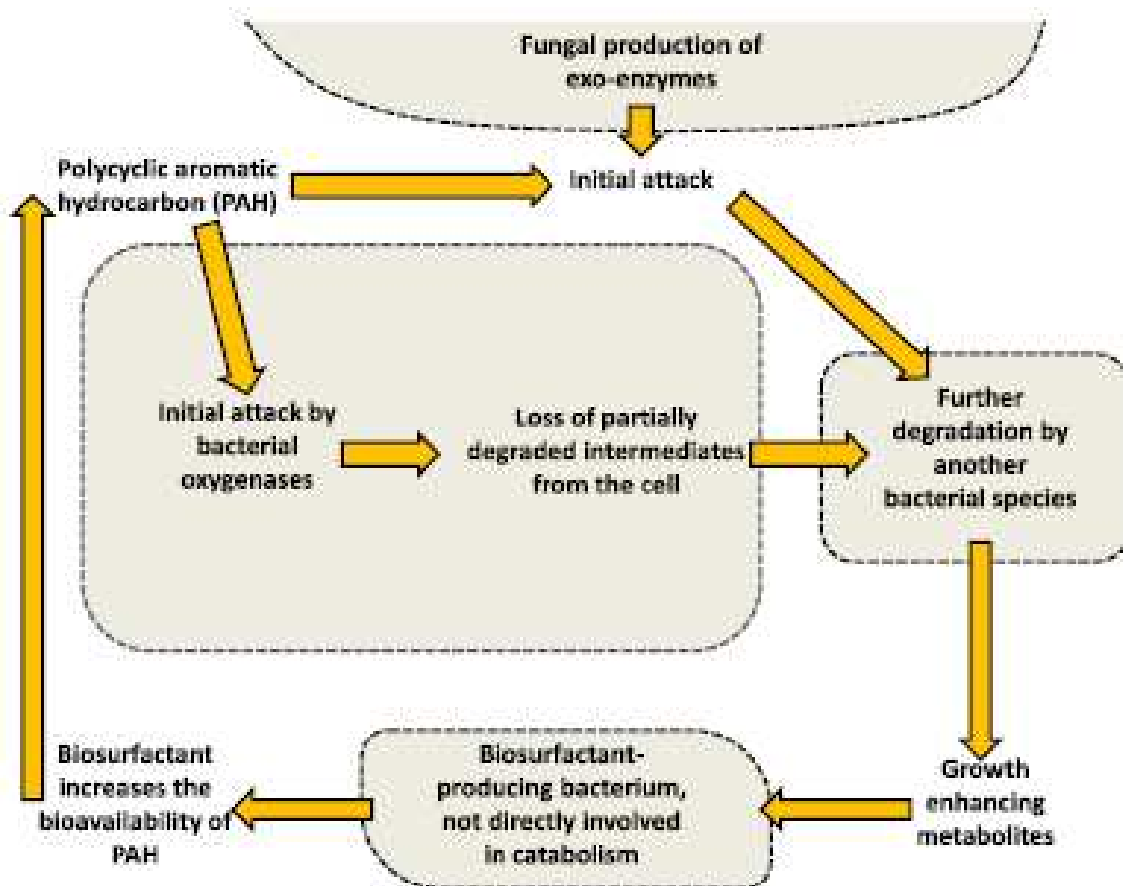 Fungal production of
exo-enzymes
Polycyclic aromatic
hydrocarbon (PAH)
Initial attack
Initial attack by
bacterial
oxygenases
Loss of partially
degraded intermediates
from the cell
Further
degradation by
another
bacterial species
Biosurfactant
increases the
bioavailability of
PAH
Biosurfactant-
producing bacterium,
not directly involved
in catabolism
Growth
enhancing
metabolites